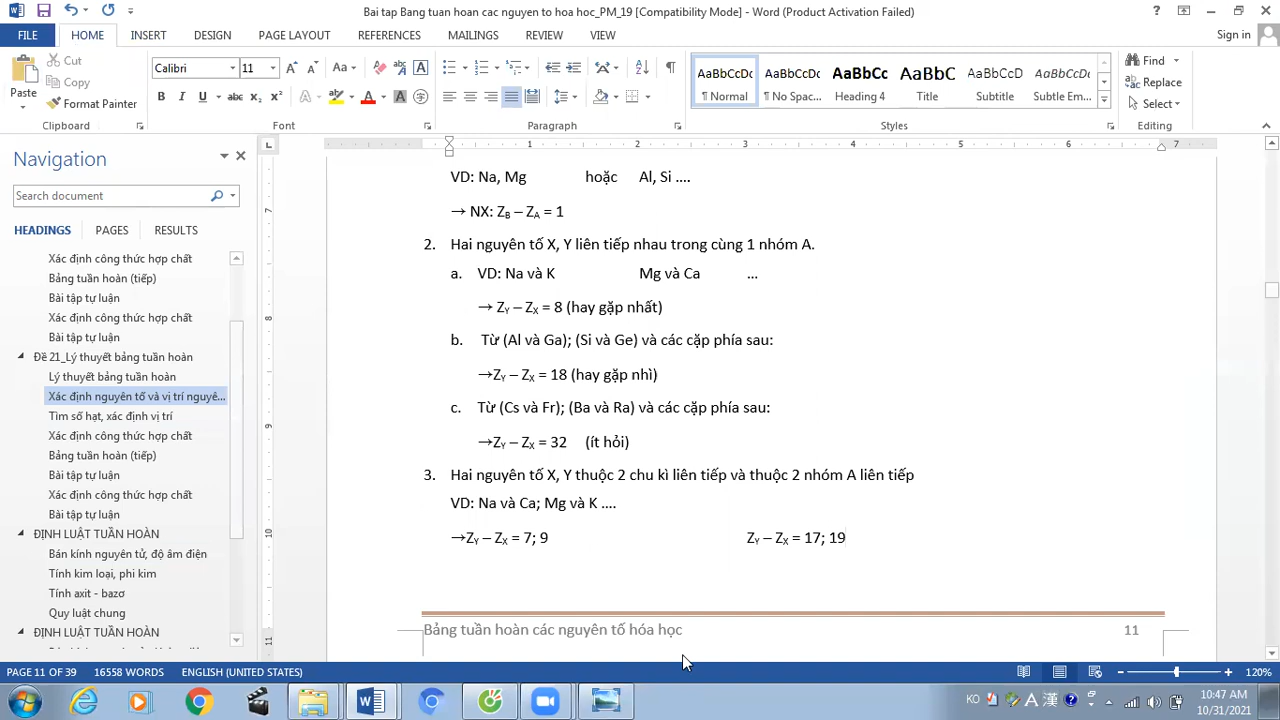 Bai tap Bang tuan hoan cac nguyen to hoa hoc_PM_19 [Compatibility Mode] - Word (Product Activation Failed)
FILE HOME INSERT DESIGN PAGE LAYOUT REFERENCES MAILINGS REVIEW VIEW Sign in
Paste
Cut
Copy
Format Painter
Clipboard
Calibri 11
Font
Paragraph
AaBbCcDc AaBbCcDc AaBbCc AaBbC AaBbCcD AaBbCcDc
¶ Normal ¶ No Spac... Heading 4 Title Subtitle Subtle Em...
Styles
Find
Replace
Select
Editing
Navigation
Search document
HEADINGS PAGES RESULTS
Xác định công thức hợp chất
Bảng tuần hoàn (tiếp)
Bài tập tự luận
Xác định công thức hợp chất
Bài tập tự luận
Đề 21_Lý thuyết bảng tuần hoàn
Lý thuyết bảng tuần hoàn
Xác định nguyên tố và vị trí nguyê...
Tìm số hạt, xác định vị trí
Xác định công thức hợp chất
Bảng tuần hoàn (tiếp)
Bài tập tự luận
Xác định công thức hợp chất
Bài tập tự luận
ĐỊNH LUẬT TUẦN HOÀN
Bán kính nguyên tử, độ âm điện
Tính kim loại, phi kim
Tính axit - bazơ
Quy luật chung
ĐỊNH LUẬT TUẦN HOÀN
1 2 3 4 5 6 7
7
8
9
10
11
VD: Na, Mg hoặc Al, Si ....
→ NX: Z_B – Z_A = 1
2. Hai nguyên tố X, Y liên tiếp nhau trong cùng 1 nhóm A.
a. VD: Na và K Mg và Ca ...
→ Z_Y – Z_X = 8 (hay gặp nhất)
b. Từ (Al và Ga); (Si và Ge) và các cặp phía sau:
→Z_Y – Z_X = 18 (hay gặp nhì)
c. Từ (Cs và Fr); (Ba và Ra) và các cặp phía sau:
→Z_Y – Z_X = 32 (ít hỏi)
3. Hai nguyên tố X, Y thuộc 2 chu kì liên tiếp và thuộc 2 nhóm A liên tiếp
VD: Na và Ca; Mg và K ....
→Z_Y – Z_X = 7; 9 Z_Y – Z_X = 17; 19
Bảng tuần hoàn các nguyên tố hóa học 11
PAGE 11 OF 39 16558 WORDS ENGLISH (UNITED STATES) 120%
KO 漢 10:47 AM
10/31/2021